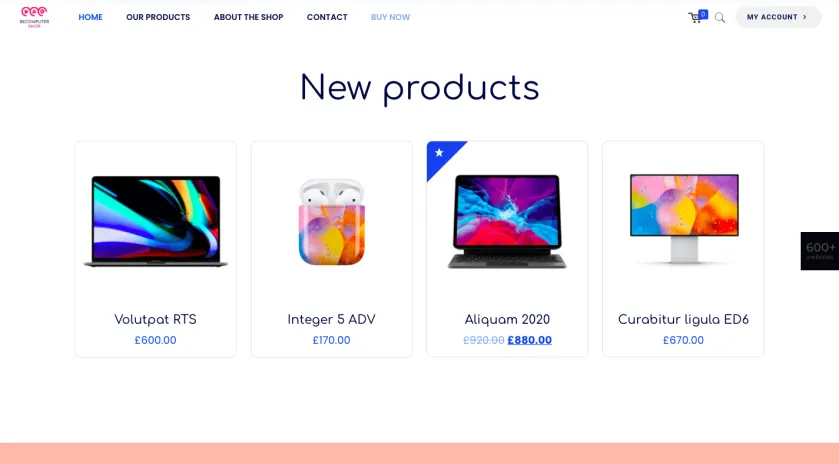 BECOMPUTER
SHOP
HOME OUR PRODUCTS ABOUT THE SHOP CONTACT BUY NOW 0 MY ACCOUNT >
New products
Volutpat RTS
£600.00
Integer 5 ADV
£170.00
Aliquam 2020
£920.00 £880.00
Curabitur ligula ED6
£670.00
600+
websites